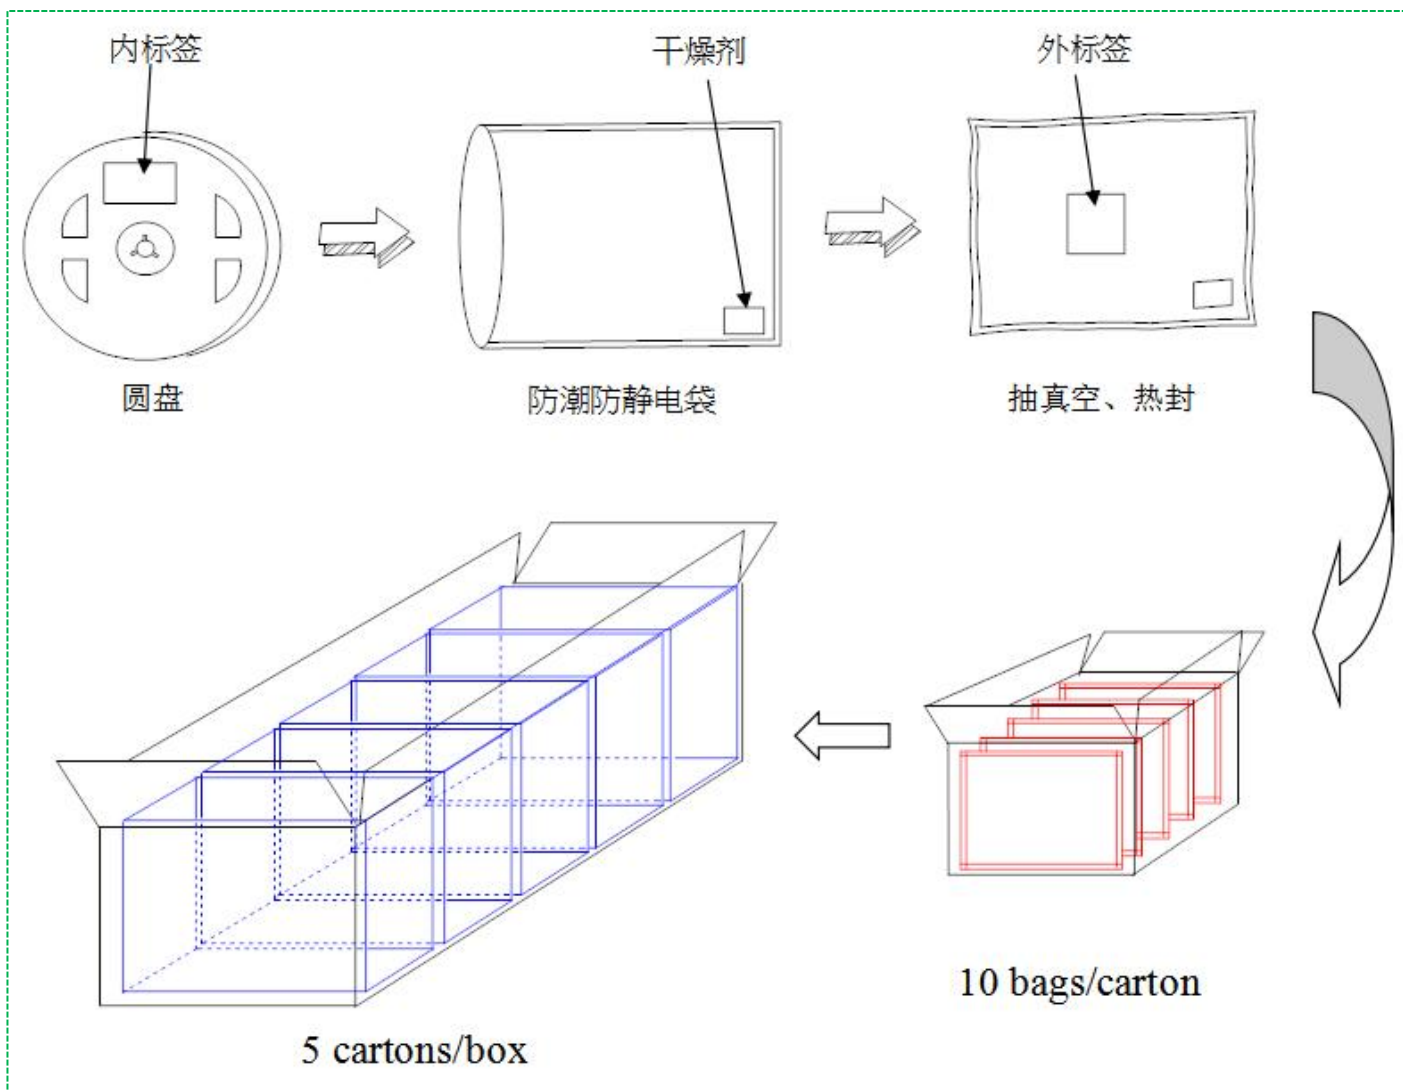 内标签
干燥剂
外标签
圆盘
防潮防静电袋
抽真空、热封
10 bags/carton
5 cartons/box